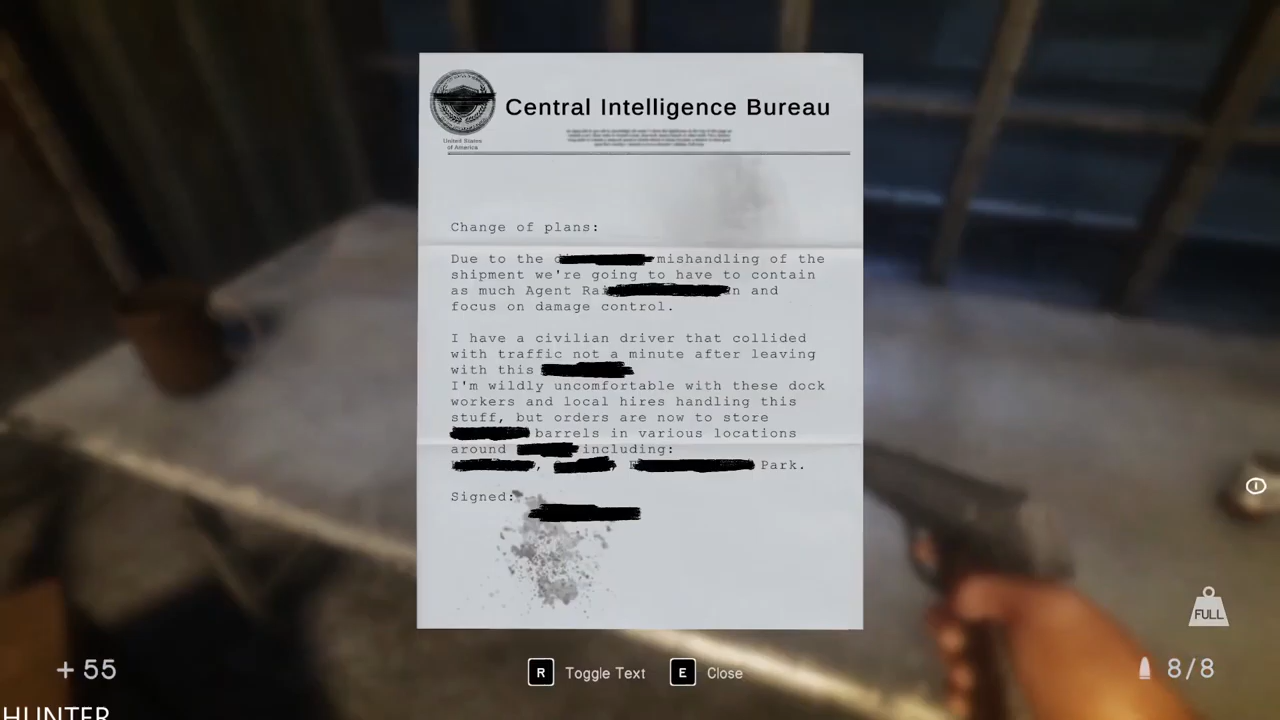 Central Intelligence Bureau
United States
of America
Change of plans:
Due to the mishandling of the
shipment we're going to have to contain
as much Agent Rai n and
focus on damage control.
I have a civilian driver that collided
with traffic not a minute after leaving
with this
I'm wildly uncomfortable with these dock
workers and local hires handling this
stuff, but orders are now to store
barrels in various locations
around including:
, , Park.
Signed:
FULL
+ 55
R Toggle Text E Close
8/8
HUNTER